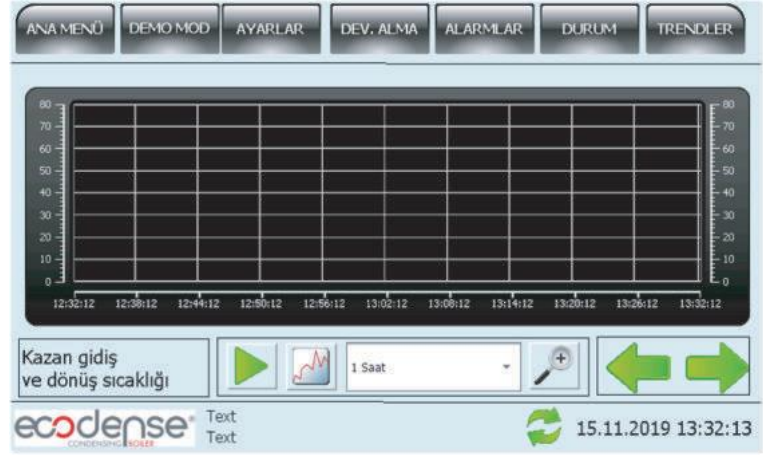 ANA MENÜ DEMO MOD AYARLAR DEV. ALMA ALARMLAR DURUM TRENDLER
80 80
70 70
60 60
50 50
40 40
30 30
20 20
10 10
0 0
12:32:12 12:38:12 12:44:12 12:50:12 12:56:12 13:02:12 13:08:12 13:14:12 13:20:12 13:26:12 13:32:12
Kazan gidiş
ve dönüş sıcaklığı
1 Saat
ecodense®
CONDENSING BOILER
Text
Text
15.11.2019 13:32:13